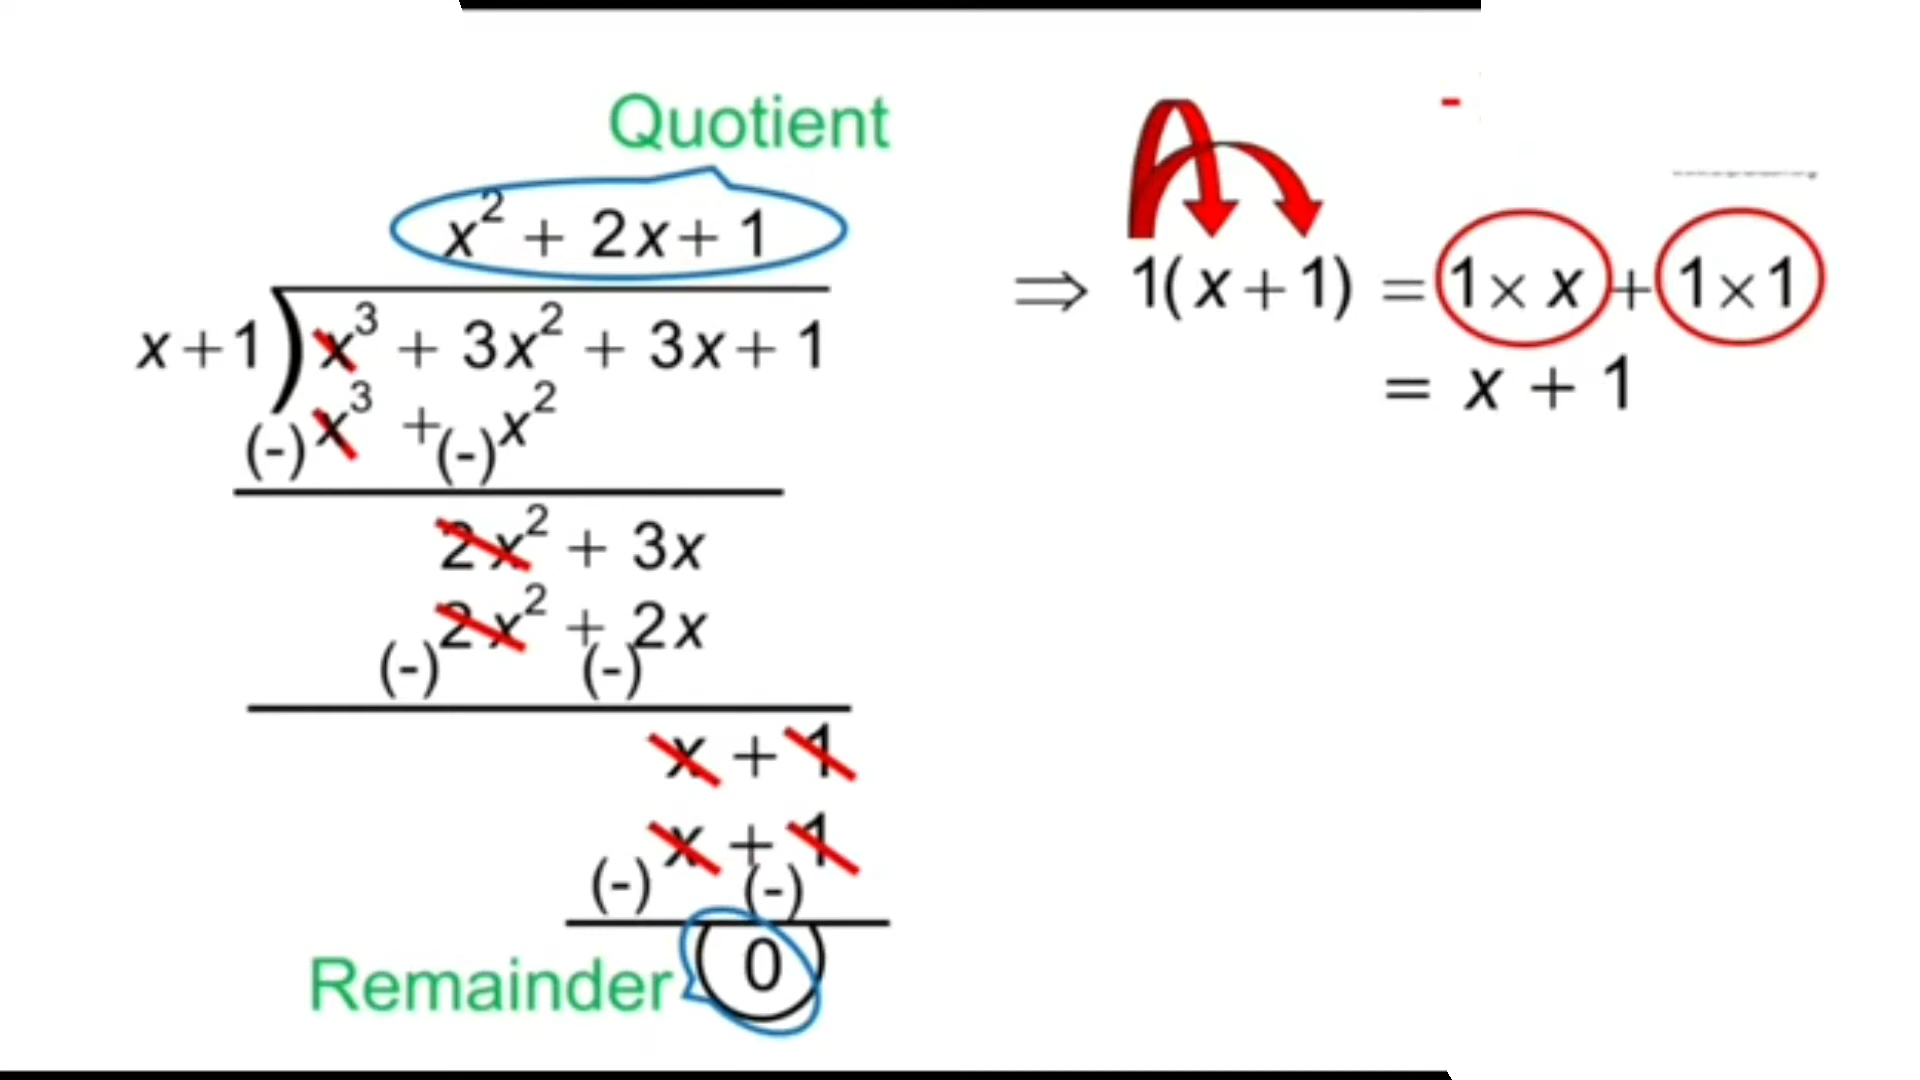 Quotient
x² + 2x + 1
x+1) x³ + 3x² + 3x + 1
(-)x³ + (-)x²
2x² + 3x
(-)2x² + (-)2x
x + 1
(-)x + (-)1
Remainder 0
⇒ 1(x+1) = 1× x + 1×1
= x + 1